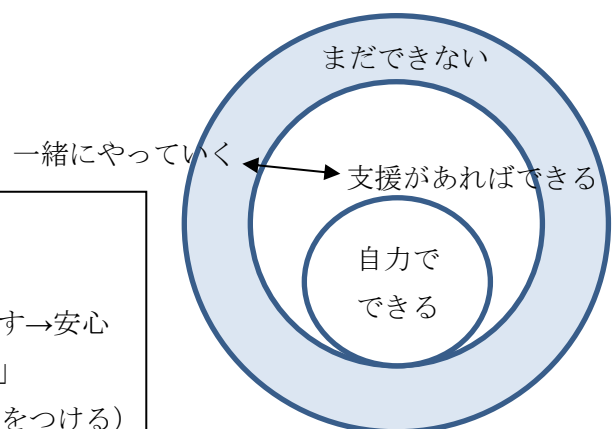 まだできない
一緒にやっていく
支援があればできる
自力で
できる
す→安心
」
をつける）